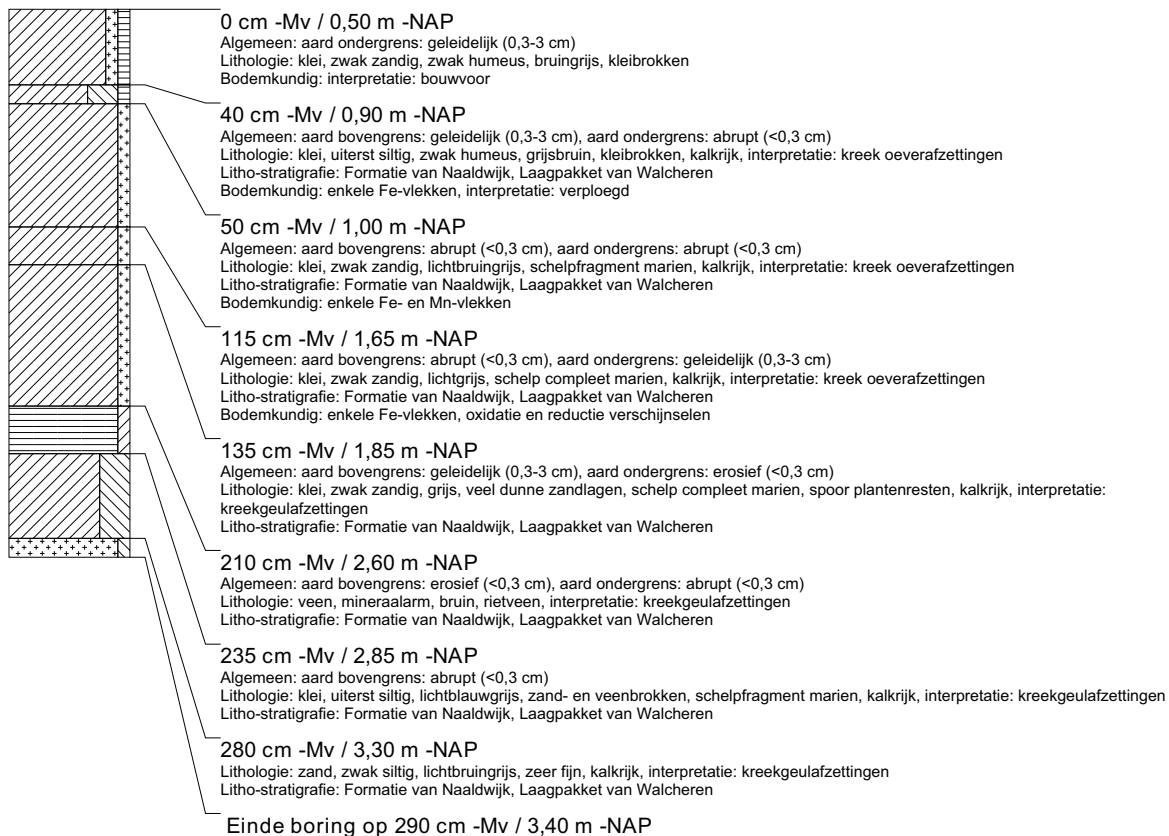 0 cm -Mv / 0,50 m -NAP
Algemeen: aard ondergrens: geleidelijk (0,3-3 cm)
Lithologie: klei, zwak zandig, zwak humeus, bruingrijs, kleibrokken
Bodemkundig: interpretatie: bouwvoor
40 cm -Mv / 0,90 m -NAP
Algemeen: aard bovengrens: geleidelijk (0,3-3 cm), aard ondergrens: abrupt (<0,3 cm)
Lithologie: klei, uiterst siltig, zwak humeus, grijsbruin, kleibrokken, kalkrijk, interpretatie: kreek oeverafzettingen
Litho-stratigrafie: Formatie van Naaldwijk, Laagpakket van Walcheren
Bodemkundig: enkele Fe-vlekken, interpretatie: verploegd
50 cm -Mv / 1,00 m -NAP
Algemeen: aard bovengrens: abrupt (<0,3 cm), aard ondergrens: abrupt (<0,3 cm)
Lithologie: klei, zwak zandig, lichtbruingrijs, schelpfragment marien, kalkrijk, interpretatie: kreek oeverafzettingen
Litho-stratigrafie: Formatie van Naaldwijk, Laagpakket van Walcheren
Bodemkundig: enkele Fe- en Mn-vlekken
115 cm -Mv / 1,65 m -NAP
Algemeen: aard bovengrens: abrupt (<0,3 cm), aard ondergrens: geleidelijk (0,3-3 cm)
Lithologie: klei, zwak zandig, lichtgrijs, schelp compleet marien, kalkrijk, interpretatie: kreek oeverafzettingen
Litho-stratigrafie: Formatie van Naaldwijk, Laagpakket van Walcheren
Bodemkundig: enkele Fe-vlekken, oxidatie en reductie verschijnselen
135 cm -Mv / 1,85 m -NAP
Algemeen: aard bovengrens: geleidelijk (0,3-3 cm), aard ondergrens: erosief (<0,3 cm)
Lithologie: klei, zwak zandig, grijs, veel dunne zandlagen, schelp compleet marien, spoor plantenresten, kalkrijk, interpretatie:
kreekgeulafzettingen
Litho-stratigrafie: Formatie van Naaldwijk, Laagpakket van Walcheren
210 cm -Mv / 2,60 m -NAP
Algemeen: aard bovengrens: erosief (<0,3 cm), aard ondergrens: abrupt (<0,3 cm)
Lithologie: veen, mineraalarm, bruin, rietveen, interpretatie: kreekgeulafzettingen
Litho-stratigrafie: Formatie van Naaldwijk, Laagpakket van Walcheren
235 cm -Mv / 2,85 m -NAP
Algemeen: aard bovengrens: abrupt (<0,3 cm)
Lithologie: klei, uiterst siltig, lichtblauwgrijs, zand- en veenbrokken, schelpfragment marien, kalkrijk, interpretatie: kreekgeulafzettingen
Litho-stratigrafie: Formatie van Naaldwijk, Laagpakket van Walcheren
280 cm -Mv / 3,30 m -NAP
Lithologie: zand, zwak siltig, lichtbruingrijs, zeer fijn, kalkrijk, interpretatie: kreekgeulafzettingen
Litho-stratigrafie: Formatie van Naaldwijk, Laagpakket van Walcheren
Einde boring op 290 cm -Mv / 3,40 m -NAP